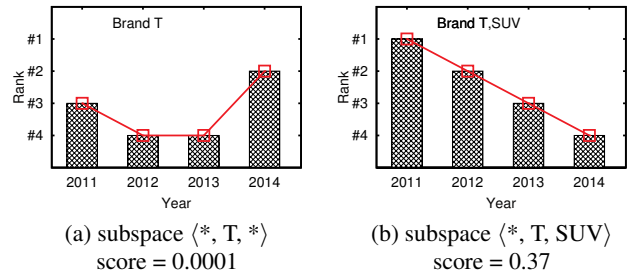 Brand T
#1
#2
#3
#4
Rank
2011 2012 2013 2014
Year
(a) subspace ⟨*, T, *⟩
score = 0.0001
Brand T,SUV
#1
#2
#3
#4
Rank
2011 2012 2013 2014
Year
(b) subspace ⟨*, T, SUV⟩
score = 0.37